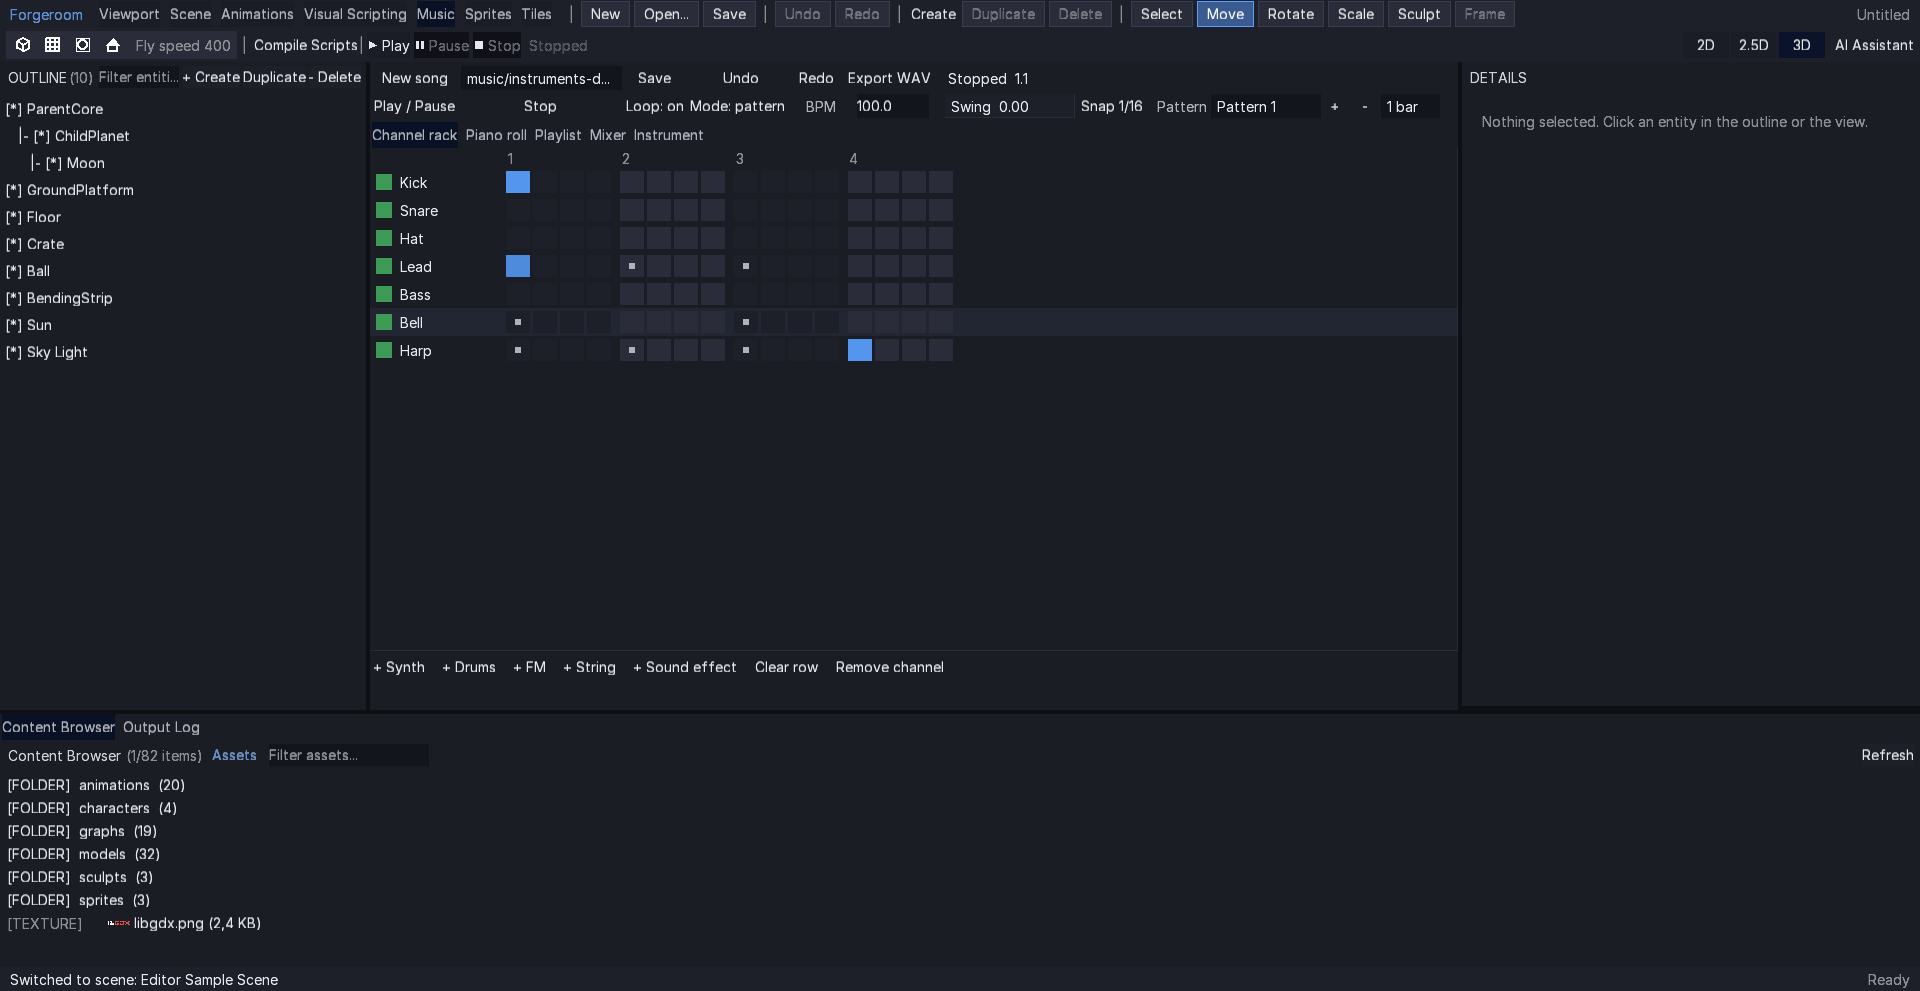 Forgeroom Viewport Scene Animations Visual Scripting Music Sprites Tiles | New Open... Save | Undo Redo | Create Duplicate Delete | Select Move Rotate Scale Sculpt Frame Untitled
Fly speed 400 | Compile Scripts | Play Pause Stop Stopped 2D 2.5D 3D AI Assistant
OUTLINE (10) Filter entiti... + Create Duplicate - Delete
[*] ParentCore
|- [*] ChildPlanet
|- [*] Moon
[*] GroundPlatform
[*] Floor
[*] Crate
[*] Ball
[*] BendingStrip
[*] Sun
[*] Sky Light
New song music/instruments-d... Save Undo Redo Export WAV Stopped 1.1
Play / Pause Stop Loop: on Mode: pattern BPM 100.0 Swing 0.00 Snap 1/16 Pattern Pattern 1 + - 1 bar
Channel rack Piano roll Playlist Mixer Instrument
1 2 3 4
Kick
Snare
Hat
Lead
Bass
Bell
Harp
+ Synth + Drums + FM + String + Sound effect Clear row Remove channel
DETAILS
Nothing selected. Click an entity in the outline or the view.
Content Browser Output Log
Content Browser (1/82 items) Assets Filter assets... Refresh
[FOLDER] animations (20)
[FOLDER] characters (4)
[FOLDER] graphs (19)
[FOLDER] models (32)
[FOLDER] sculpts (3)
[FOLDER] sprites (3)
[TEXTURE] libgdx.png (2,4 KB)
Switched to scene: Editor Sample Scene Ready